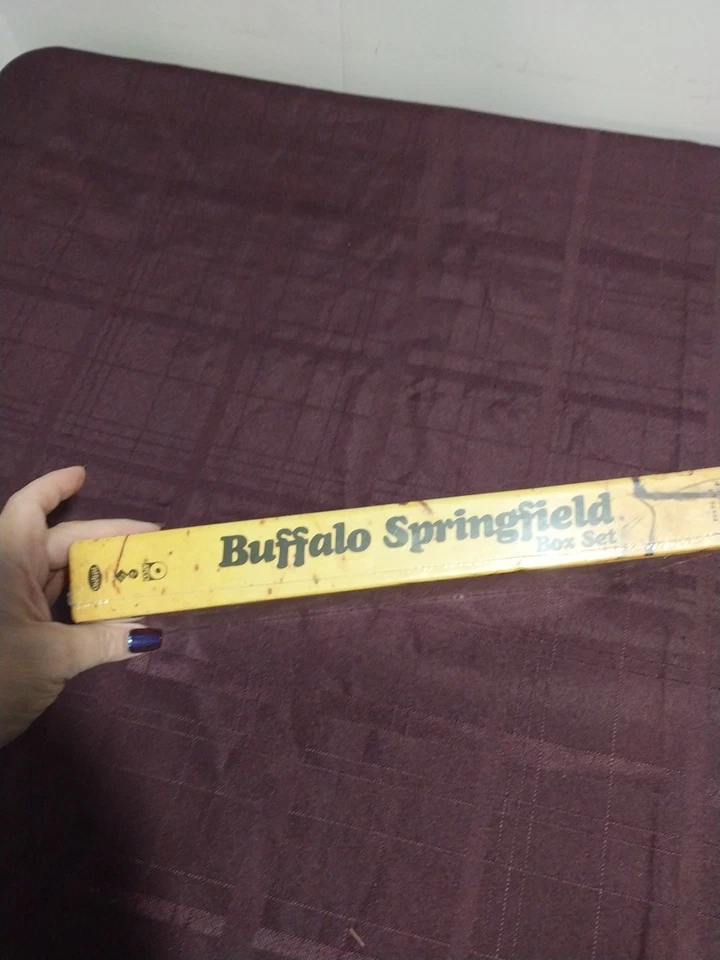 Buffalo Springfield
Box Set